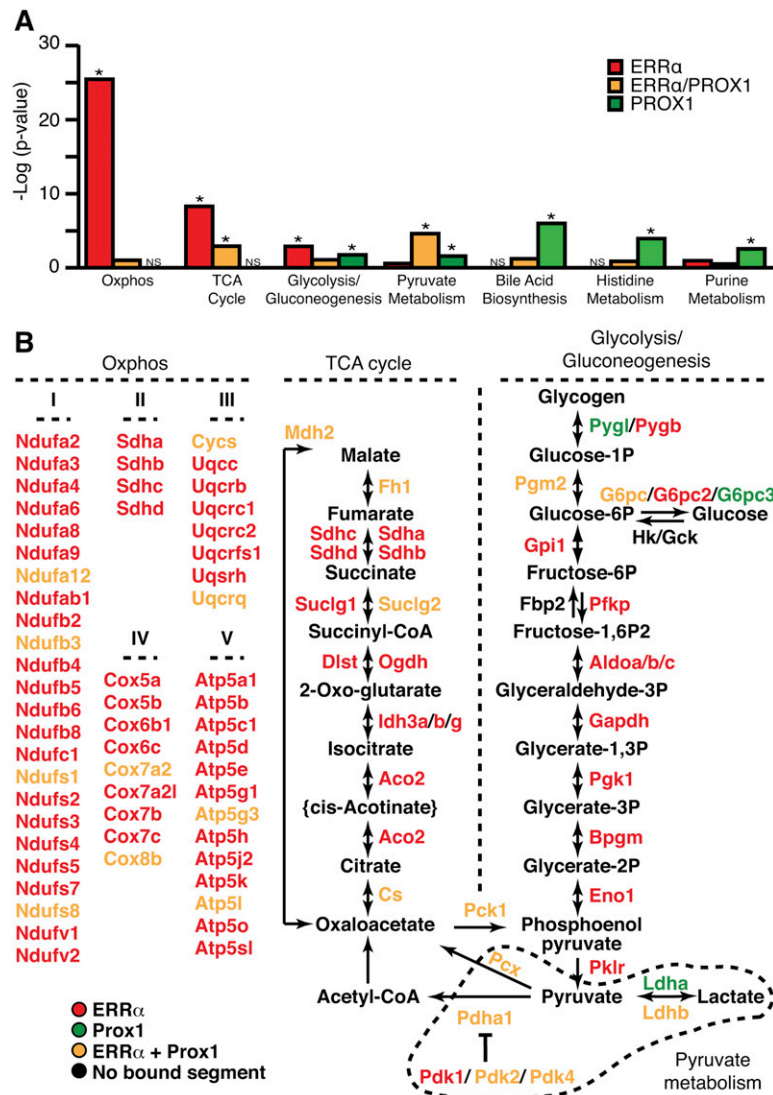 A
30
20
10
0
-Log (p-value)
ERRα
ERRα/PROX1
PROX1
* NS
* * NS
* *
* *
NS *
NS *
*
Oxphos
TCA Cycle
Glycolysis/ Gluconeogenesis
Pyruvate Metabolism
Bile Acid Biosynthesis
Histidine Metabolism
Purine Metabolism
B
Oxphos
I
Ndufa2
Ndufa3
Ndufa4
Ndufa6
Ndufa8
Ndufa9
Ndufa12
Ndufab1
Ndufb2
Ndufb3
Ndufb4
Ndufb5
Ndufb6
Ndufb8
Ndufc1
Ndufs1
Ndufs2
Ndufs3
Ndufs4
Ndufs5
Ndufs7
Ndufs8
Ndufv1
Ndufv2
II
Sdha
Sdhb
Sdhc
Sdhd
III
Cycs
Uqcc
Uqcrb
Uqcrc1
Uqcrc2
Uqcrfs1
Uqsrh
Uqcrq
IV
Cox5a
Cox5b
Cox6b1
Cox6c
Cox7a2
Cox7a2l
Cox7b
Cox7c
Cox8b
V
Atp5a1
Atp5b
Atp5c1
Atp5d
Atp5e
Atp5g1
Atp5g3
Atp5h
Atp5j2
Atp5k
Atp5l
Atp5o
Atp5sl
TCA cycle
Mdh2
Malate
Fh1
Fumarate
Sdhc Sdha
Sdhd Sdhb
Succinate
Suclg1 Suclg2
Succinyl-CoA
Dlst Ogdh
2-Oxo-glutarate
Idh3a/b/g
Isocitrate
Aco2
{cis-Acotinate}
Aco2
Citrate
Cs
Oxaloacetate
Pck1
Acetyl-CoA
Pcx
Glycolysis/
Gluconeogenesis
Glycogen
Pygl/Pygb
Glucose-1P
Pgm2
G6pc/G6pc2/G6pc3
Glucose-6P Glucose
Hk/Gck
Gpi1
Fructose-6P
Fbp2 Pfkp
Fructose-1,6P2
Aldoa/b/c
Glyceraldehyde-3P
Gapdh
Glycerate-1,3P
Pgk1
Glycerate-3P
Bpgm
Glycerate-2P
Eno1
Phosphoenol
pyruvate
Pklr
Pyruvate
Ldha
Ldhb
Lactate
Pdha1
Pdk1/Pdk2/Pdk4
Pyruvate
metabolism
ERRα
Prox1
ERRα + Prox1
No bound segment